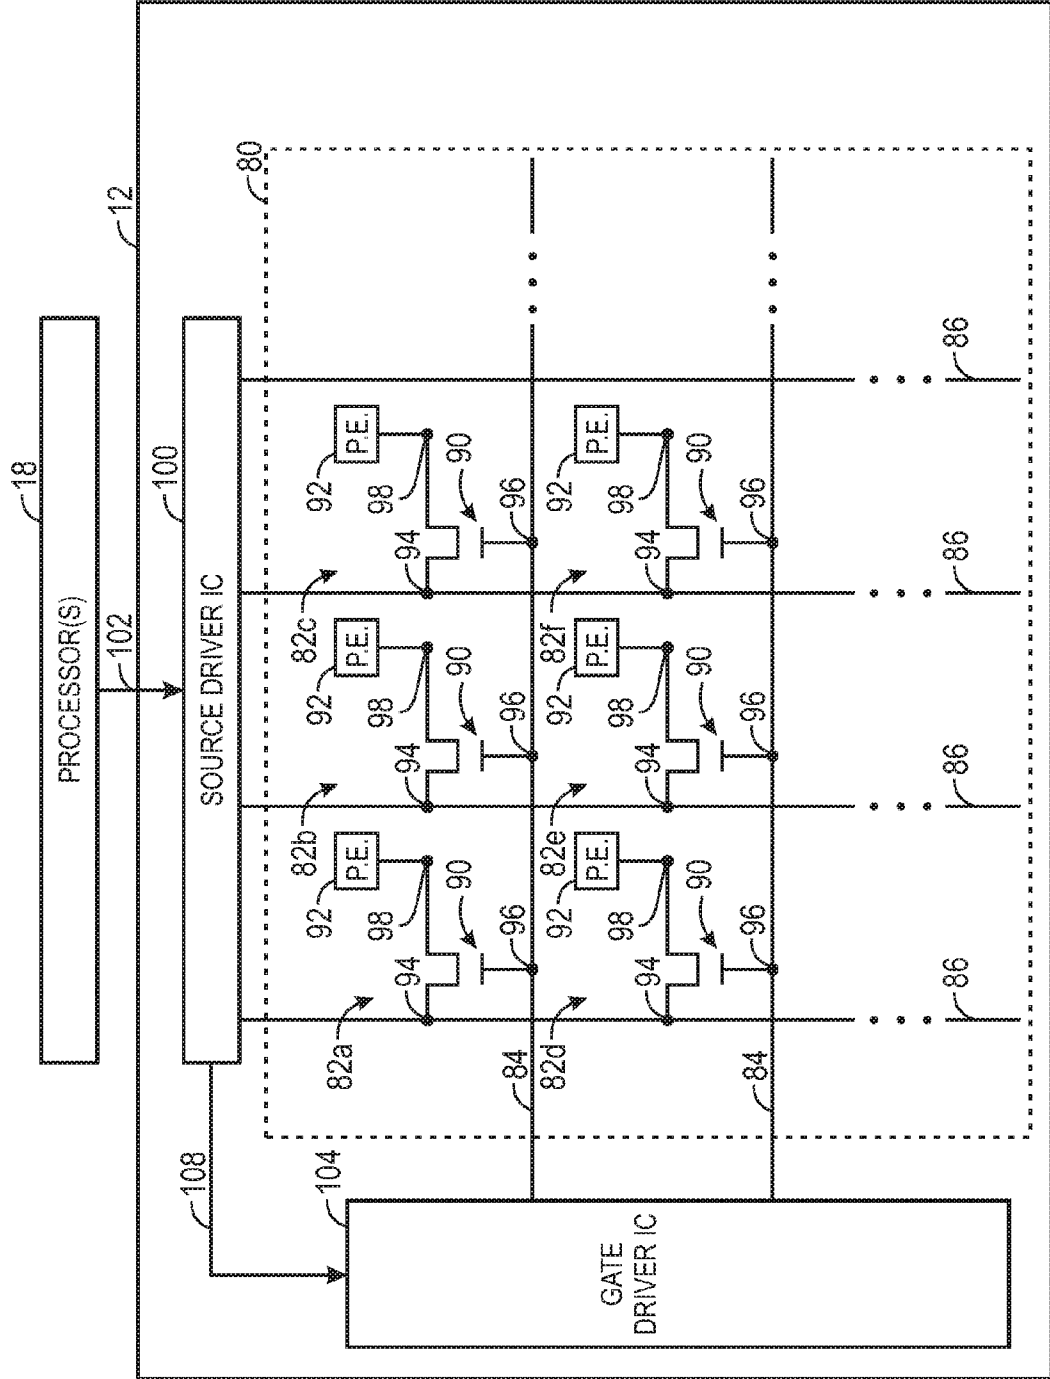 PROCESSOR(S)
18
102
12
SOURCE DRIVER IC
100
108
80
GATE
DRIVER IC
104
82a
92
P.E.
98
94
90
96
82b
92
P.E.
98
94
90
96
82c
92
P.E.
98
94
90
96
84
82d
92
P.E.
98
94
90
96
82e
92
P.E.
98
94
90
96
82f
92
P.E.
98
94
90
96
84
86
86
86
86